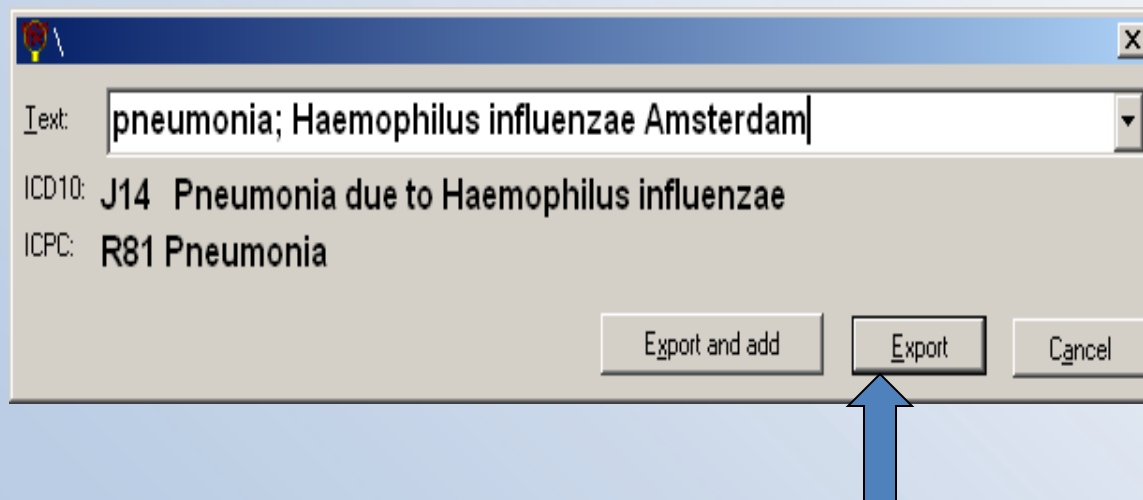 \
X
Text: pneumonia; Haemophilus influenzae Amsterdam
ICD10: J14 Pneumonia due to Haemophilus influenzae
ICPC: R81 Pneumonia
Export and add Export Cancel